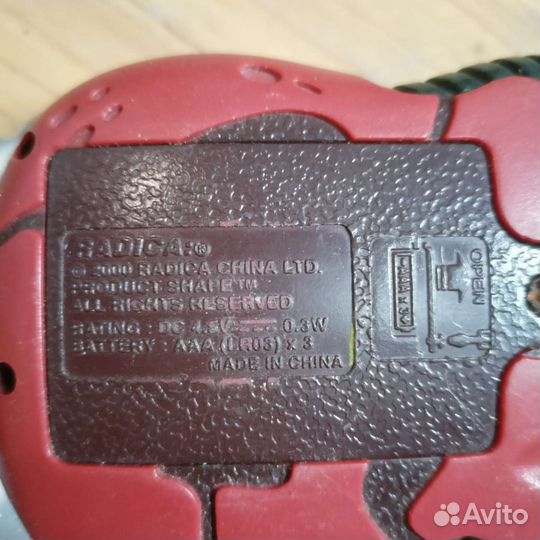 RADICA:®
© 2000 RADICA CHINA LTD.
PRODUCT SHAPE™
ALL RIGHTS RESERVED
RATING : DC 4.5V 0.3W
BATTERY : AAA (LR03) x 3
MADE IN CHINA
OPEN
Avito